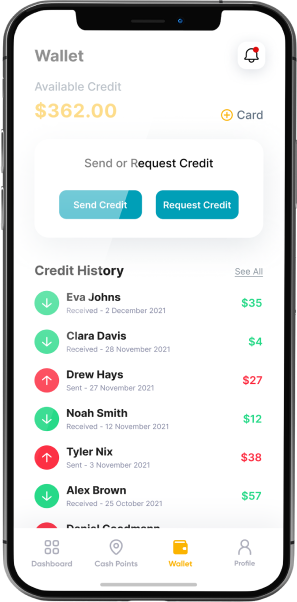 Wallet
Available Credit
$362.00
Card
Send or Request Credit
Send Credit
Request Credit
Credit History
See All
Eva Johns
$35
Received - 2 December 2021
Clara Davis
$4
Received - 28 November 2021
Drew Hays
$27
Sent - 27 November 2021
Noah Smith
$12
Received - 12 November 2021
Tyler Nix
$38
Sent - 3 November 2021
Alex Brown
$57
Received - 25 October 2021
Dashboard
Cash Points
Wallet
Profile